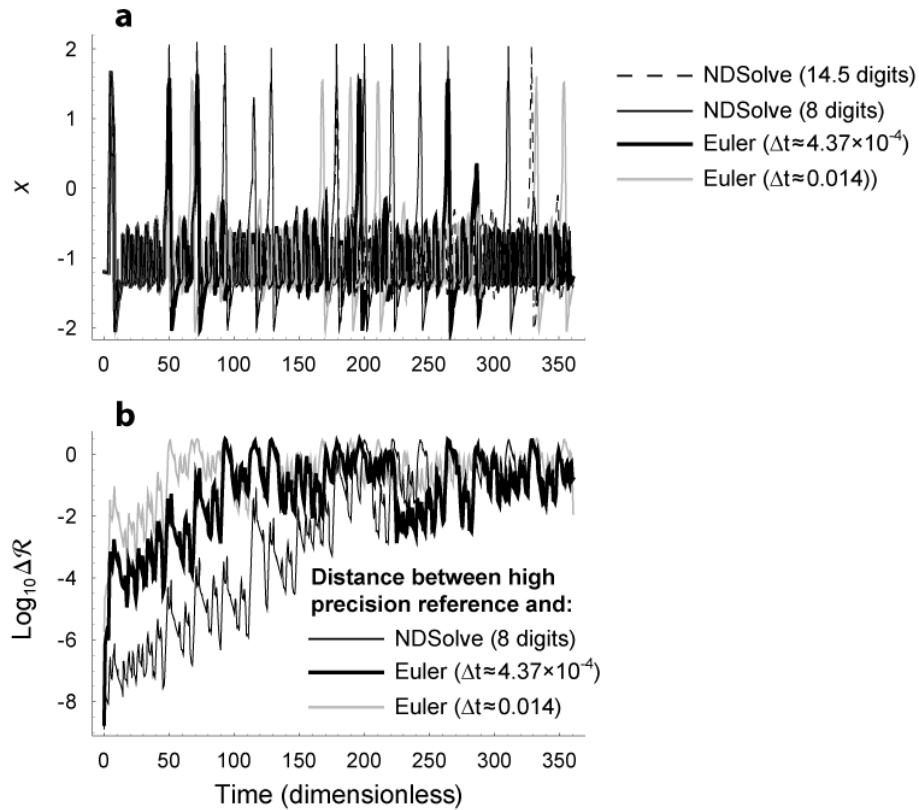 a
2
1
0
-1
-2
x
0 50 100 150 200 250 300 350
NDSolve (14.5 digits)
NDSolve (8 digits)
Euler (Δt≈4.37×10⁻⁴)
Euler (Δt≈0.014))
b
0
-2
-4
-6
-8
Log₁₀ Δℛ
Distance between high
precision reference and:
NDSolve (8 digits)
Euler (Δt≈4.37×10⁻⁴)
Euler (Δt≈0.014)
0 50 100 150 200 250 300 350
Time (dimensionless)